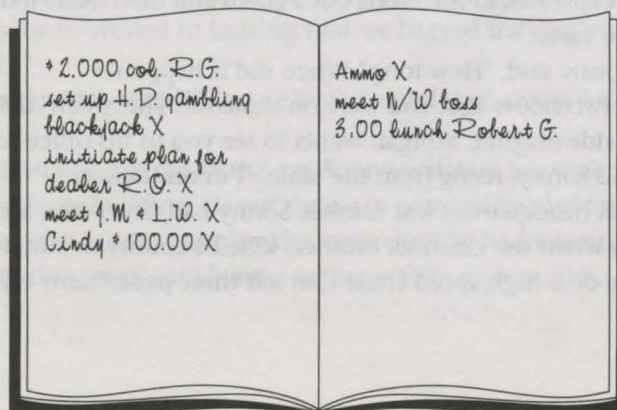 $2.000 col. R.G.
set up H.D. gambling
blackjack X
initiate plan for
dealer R.O. X
meet J.M + L.W. X
Cindy $100.00 X
Ammo X
meet N/W boss
3.00 lunch Robert G.